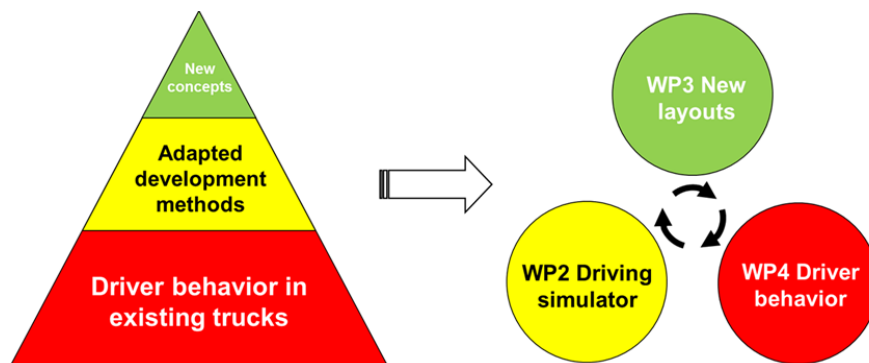 New
concepts
Adapted
development
methods
Driver behavior in
existing trucks
WP3 New
layouts
WP2 Driving
simulator
WP4 Driver
behavior